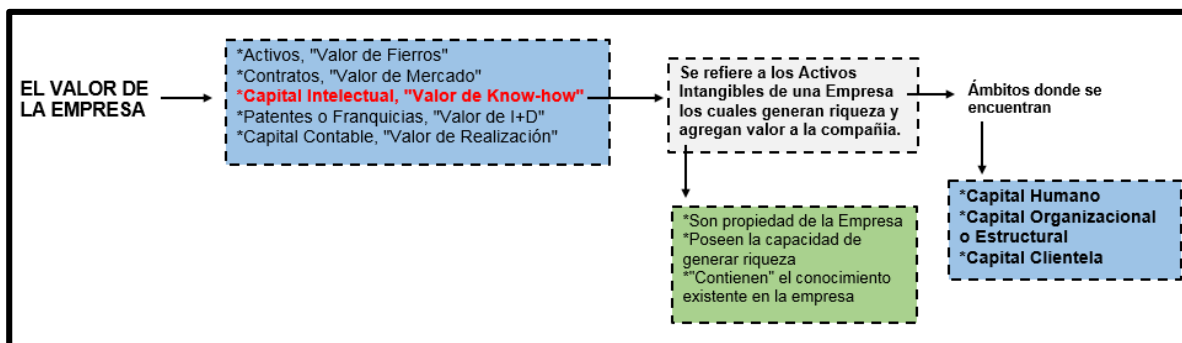 EL VALOR DE
LA EMPRESA
*Activos, "Valor de Fierros"
*Contratos, "Valor de Mercado"
*Capital Intelectual, "Valor de Know-how"
*Patentes o Franquicias, "Valor de I+D"
*Capital Contable, "Valor de Realización"
Se refiere a los Activos
Intangibles de una Empresa
los cuales generan riqueza y
agregan valor a la compañia.
Ámbitos donde se
encuentran
*Son propiedad de la Empresa
*Poseen la capacidad de
generar riqueza
*"Contienen" el conocimiento
existente en la empresa
*Capital Humano
*Capital Organizacional
o Estructural
*Capital Clientela